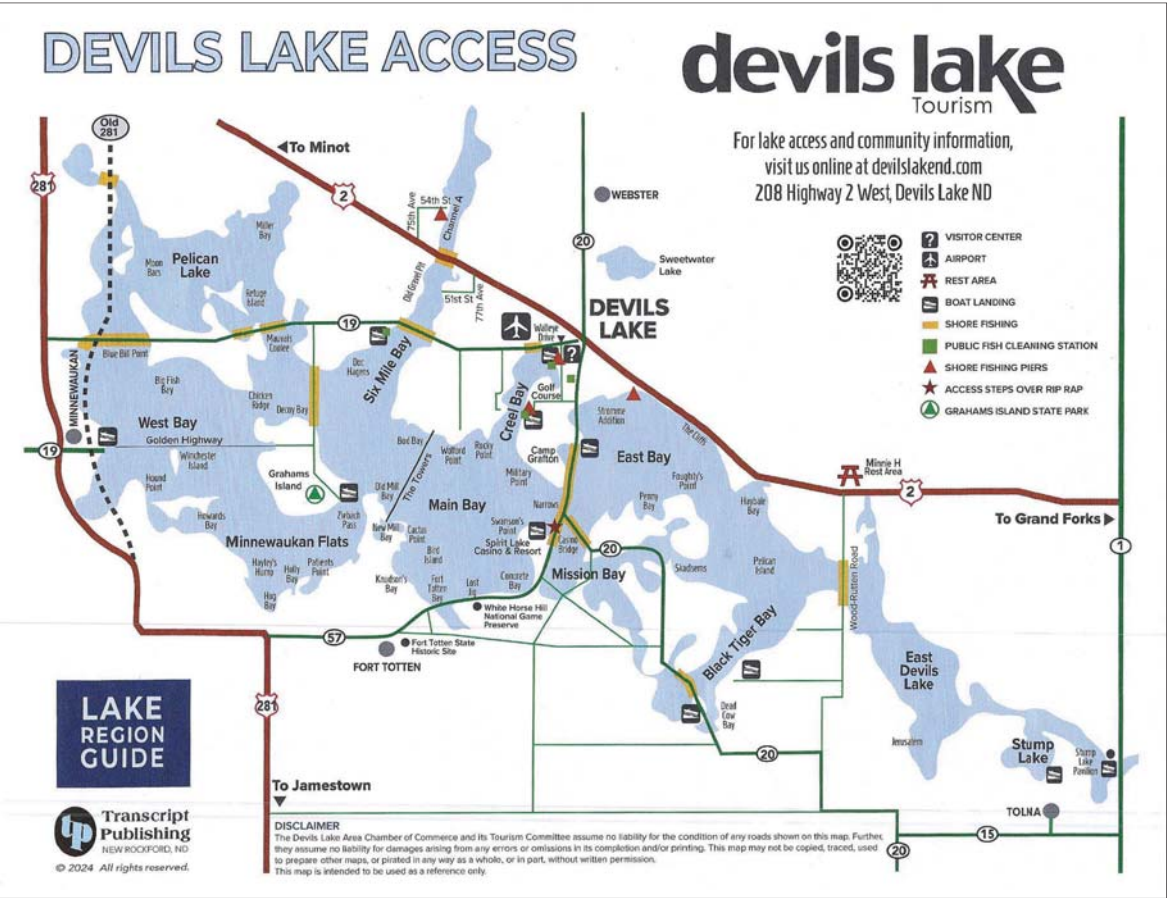 DEVILS LAKE ACCESS
devils lake
Tourism
For lake access and community information,
visit us online at devilslakend.com
208 Highway 2 West, Devils Lake ND
Old
281
281
To Minot
2
WEBSTER
20
Sweetwater
Lake
54th St
75th Ave
Channel A
Old Gravel Pit
51st St
77th Ave
Miller
Bay
Pelican
Lake
Moon
Bars
Refuge
Island
19
DEVILS
LAKE
?
VISITOR CENTER
AIRPORT
REST AREA
BOAT LANDING
SHORE FISHING
PUBLIC FISH CLEANING STATION
SHORE FISHING PIERS
ACCESS STEPS OVER RIP RAP
GRAHAMS ISLAND STATE PARK
Walleye
Drive
?
Blue Bill Point
Mauvais
Coulee
Six Mile Bay
Doc
Hagens
MINNEWAUKAN
Big Fish
Bay
Chicken
Ridge
Decoy Bay
Creel Bay
Golf
Course
Stromme
Addition
The Cliffs
West Bay
Golden Highway
19
Winchester
Island
Bud Bay
The Towers
Walford
Point
Rocky
Point
Camp
Grafton
East Bay
Foughty's
Point
Minnie H
Rest Area
2
Hound
Point
Grahams
Island
Old Mill
Bay
Main Bay
Military
Point
Penny
Bay
Haybale
Bay
To Grand Forks
1
Howards
Bay
Ziebach
Pass
New Mill
Bay
Cactus
Point
Narrows
Swanson's
Point
Spirit Lake
Casino & Resort
Casino
Bridge
20
Minnewaukan Flats
Bird
Island
Hayley's
Hump
Holly
Bay
Patients
Point
Knudson's
Bay
Fort
Totten
Bay
Lost
Jig
Concrete
Bay
Mission Bay
Skadsems
Pelican
Island
Wood-Rutten Road
Hog
Bay
White Horse Hill
National Game
Preserve
57
Fort Totten State
Historic Site
FORT TOTTEN
Black Tiger Bay
East
Devils
Lake
LAKE
REGION
GUIDE
281
Dead
Cow
Bay
Jerusalem
Stump
Lake
Stump
Lake
Pavilion
20
To Jamestown
TOLNA
15
20
tp
Transcript
Publishing
NEW ROCKFORD, ND
© 2024 All rights reserved.
DISCLAIMER
The Devils Lake Area Chamber of Commerce and its Tourism Committee assume no liability for the condition of any roads shown on this map. Further,
they assume no liability for damages arising from any errors or omissions in its completion and/or printing. This map may not be copied, traced, used
to prepare other maps, or pirated in any way as a whole, or in part, without written permission.
This map is intended to be used as a reference only.